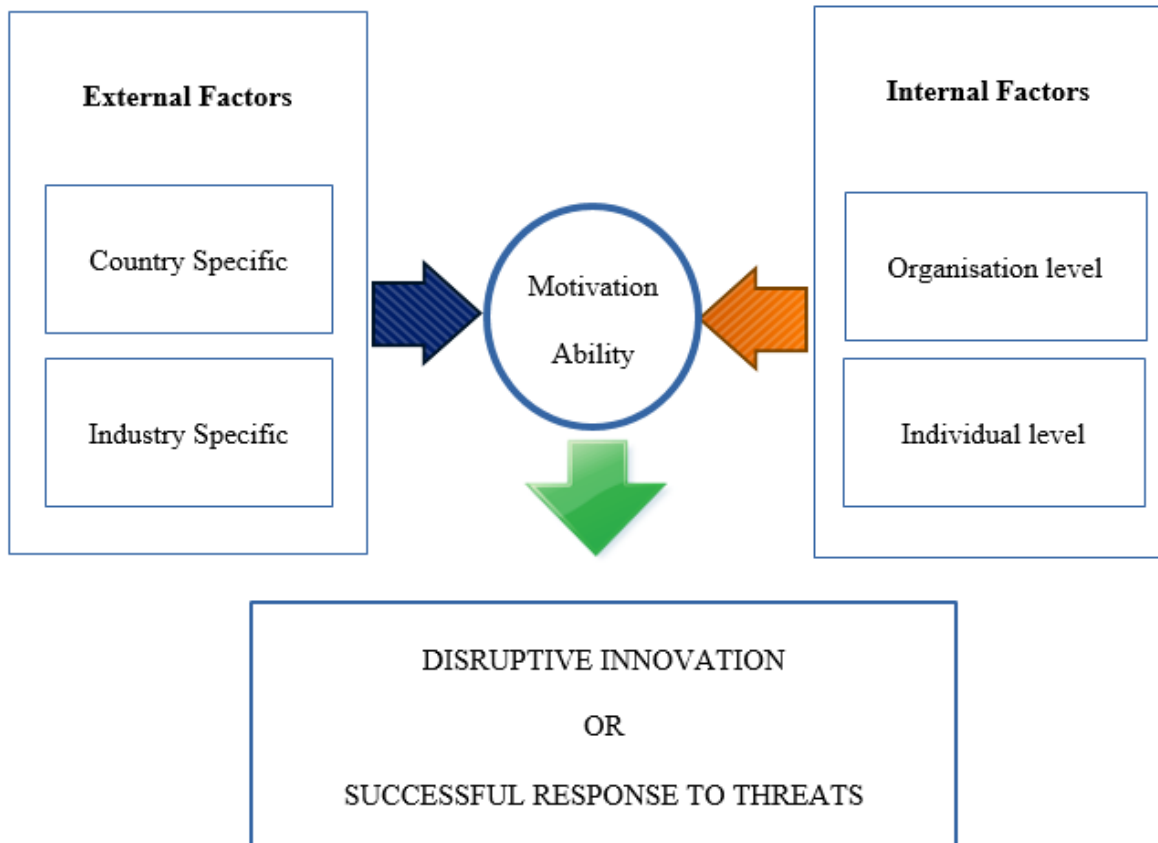 External Factors
Country Specific
Industry Specific
Motivation
Ability
Internal Factors
Organisation level
Individual level
DISRUPTIVE INNOVATION
OR
SUCCESSFUL RESPONSE TO THREATS